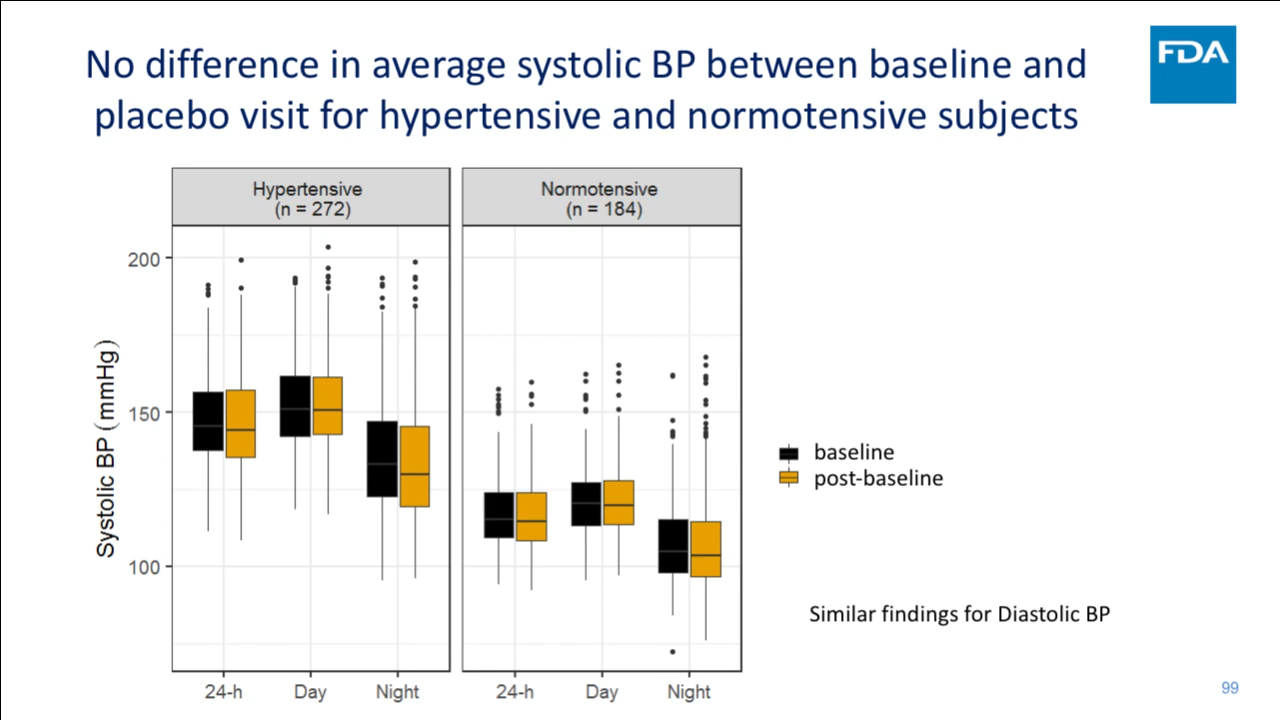 No difference in average systolic BP between baseline and
placebo visit for hypertensive and normotensive subjects
FDA
Hypertensive
(n = 272)
Normotensive
(n = 184)
Systolic BP (mmHg)
200
150
100
24-h Day Night
24-h Day Night
baseline
post-baseline
Similar findings for Diastolic BP
99